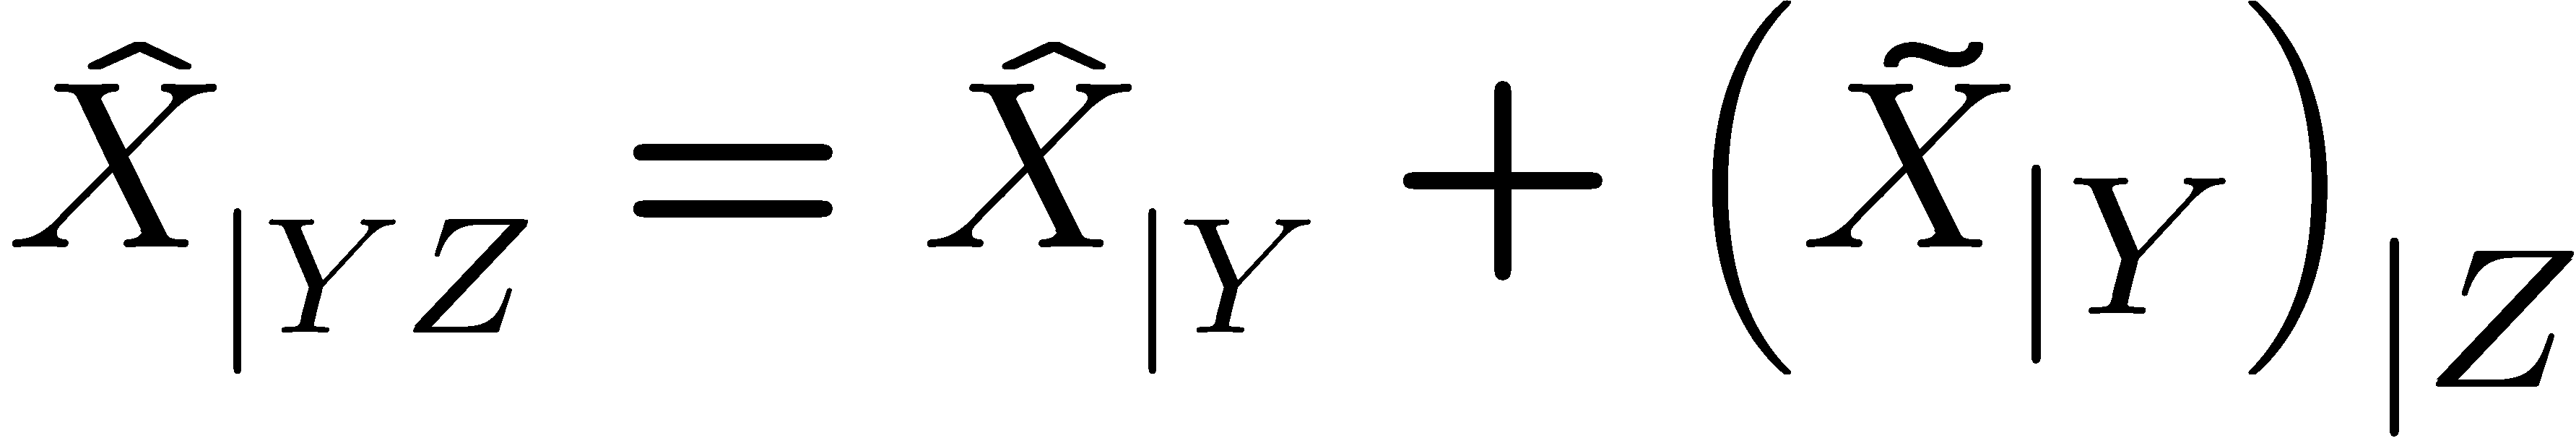 \hat{X}_{|YZ} = \hat{X}_{|Y} + \left( \tilde{X}_{|Y} \right)_{|Z}